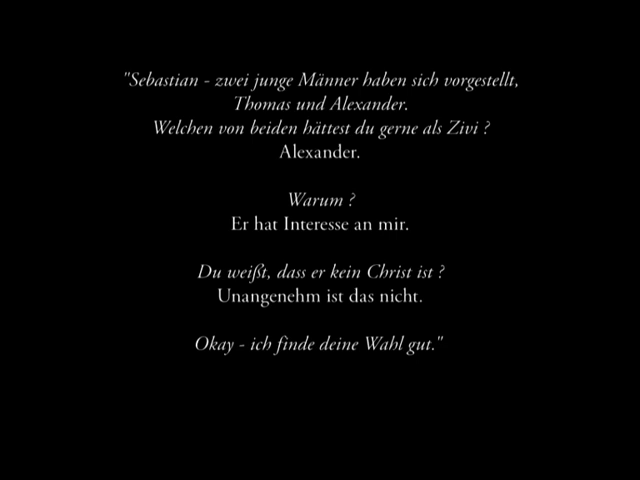 "Sebastian - zwei junge Männer haben sich vorgestellt,
Thomas und Alexander.
Welchen von beiden hättest du gerne als Zivi ?
Alexander.
Warum ?
Er hat Interesse an mir.
Du weißt, dass er kein Christ ist ?
Unangenehm ist das nicht.
Okay - ich finde deine Wahl gut."